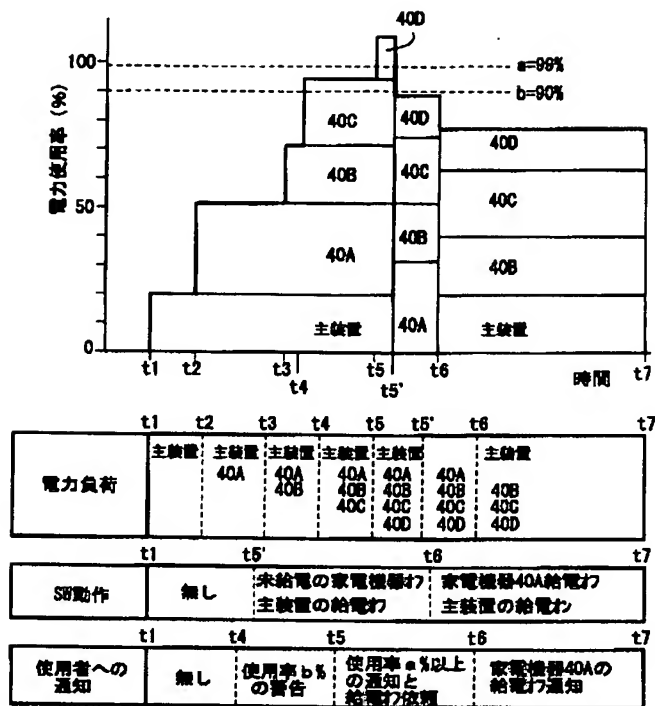 40D
100
a=99%
b=90%
電力使用率 (%)
40C
40D
40D
40B
40C
40C
50
40A
40B
40B
主装置
40A
主装置
0
t1
t2
t3
t4
t5
t5'
t6
時間
t7
t1
t2
t3
t4
t5
t5'
t6
t7
電力負荷
主装置
主装置
主装置
主装置
主装置
主装置
40A
40A
40A
40A
40A
40B
40B
40B
40B
40B
40C
40C
40C
40C
40D
40D
40D
t1
t5'
t6
t7
SW動作
無し
未給電の家電機器オフ
主装置の給電オフ
家電機器40A給電オフ
主装置の給電オン
t1
t4
t5
t6
t7
使用者への
通知
無し
使用率b%
の警告
使用率a%以上
の通知と
給電オフ依頼
家電機器40Aの
給電オフ通知